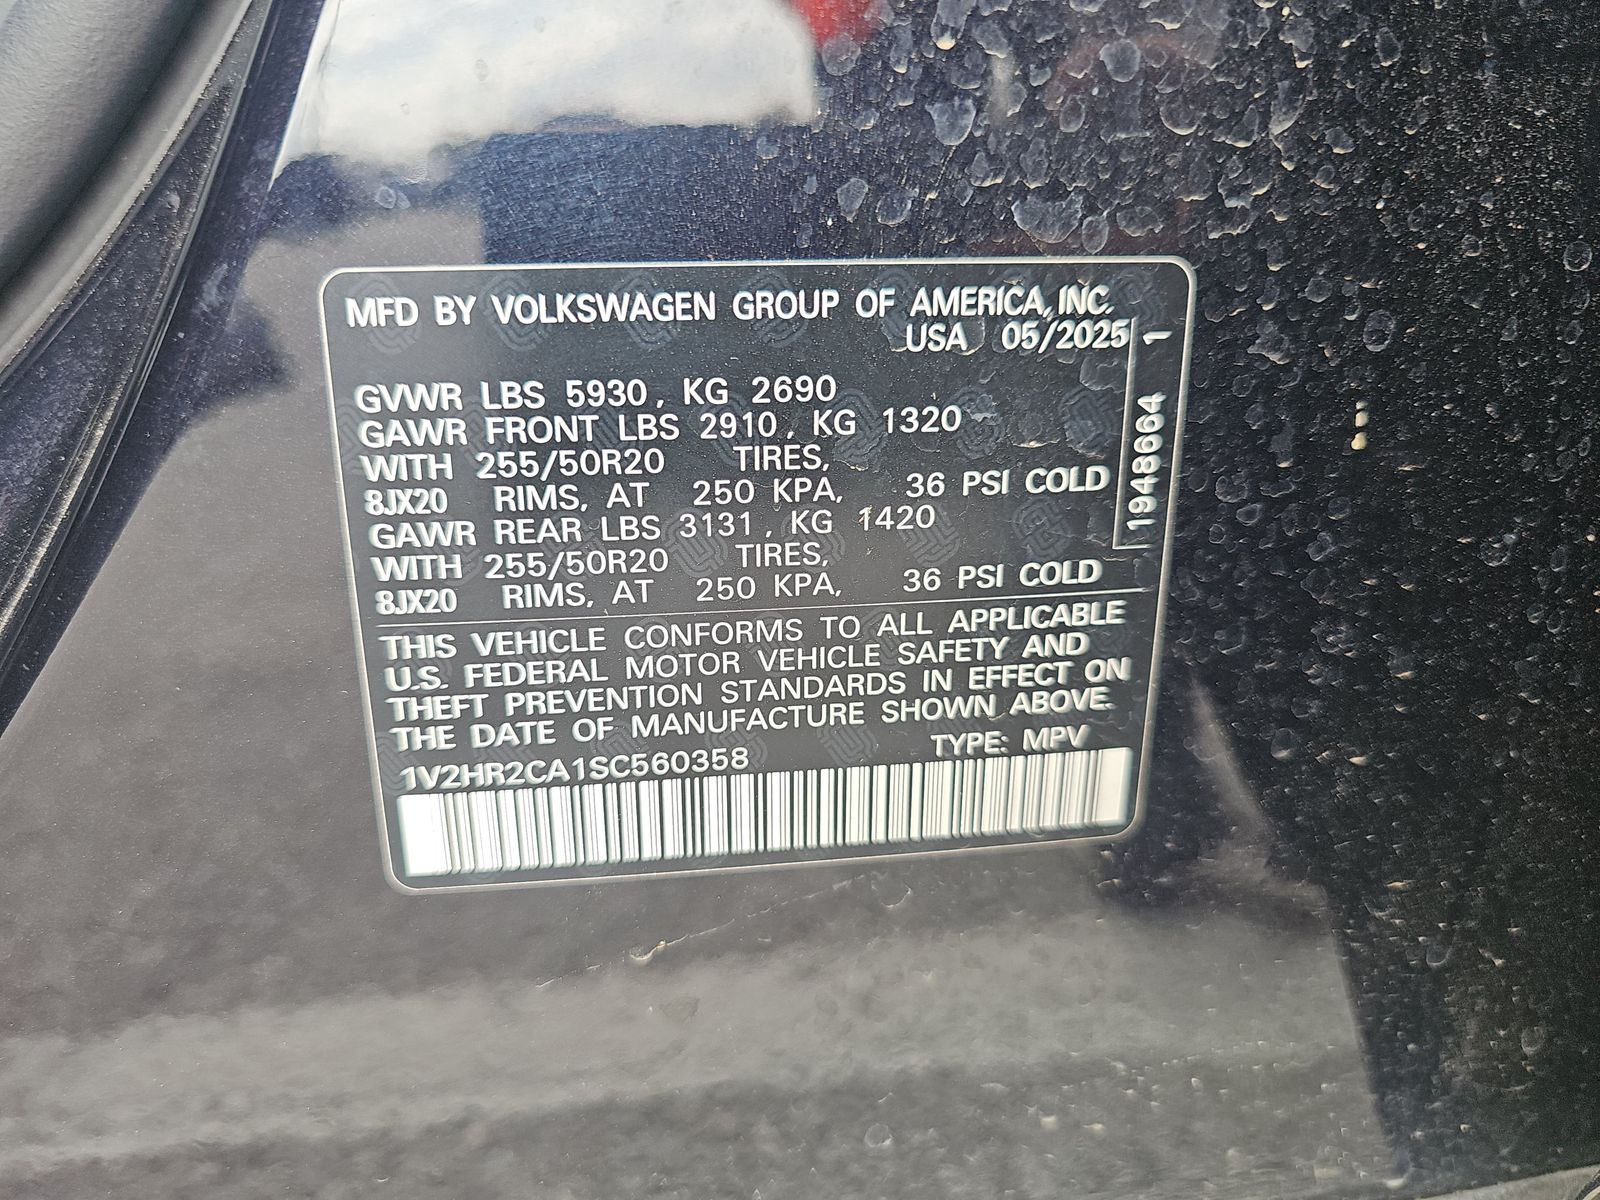 MFD BY VOLKSWAGEN GROUP OF AMERICA, INC.
USA 05/2025
GVWR LBS 5930, KG 2690
GAWR FRONT LBS 2910, KG 1320
WITH 255/50R20 TIRES,
8JX20 RIMS, AT 250 KPA, 36 PSI COLD
GAWR REAR LBS 3131, KG 1420
WITH 255/50R20 TIRES,
8JX20 RIMS, AT 250 KPA, 36 PSI COLD
THIS VEHICLE CONFORMS TO ALL APPLICABLE
U.S. FEDERAL MOTOR VEHICLE SAFETY AND
THEFT PREVENTION STANDARDS IN EFFECT ON
THE DATE OF MANUFACTURE SHOWN ABOVE.
1V2HR2CA1SC560358 TYPE: MPV
1948664 1